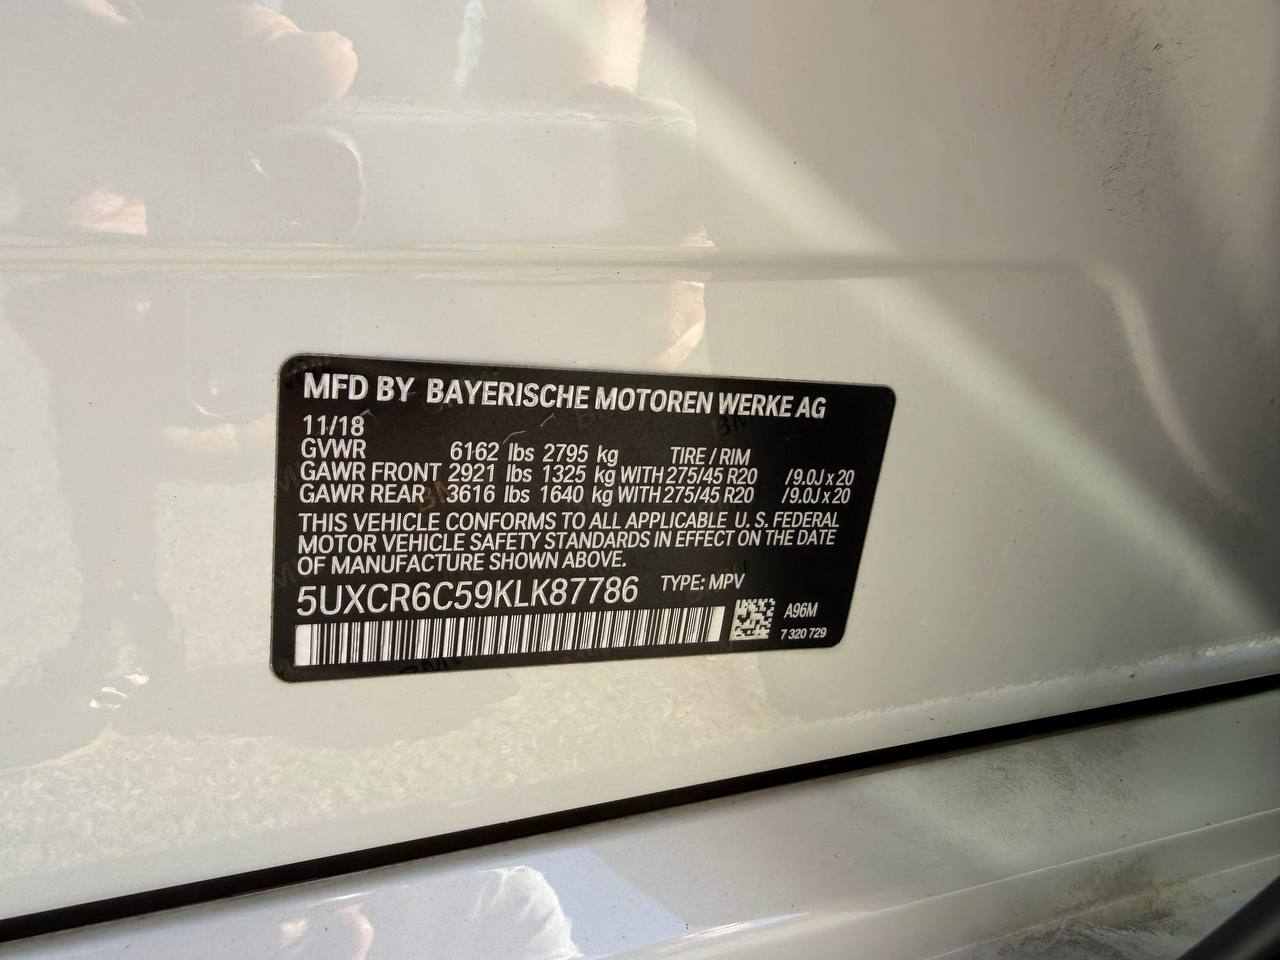 MFD BY BAYERISCHE MOTOREN WERKE AG
11/18
GVWR 6162 lbs 2795 kg TIRE / RIM
GAWR FRONT 2921 lbs 1325 kg WITH 275/45 R20 /9.0J x 20
GAWR REAR 3616 lbs 1640 kg WITH 275/45 R20 /9.0J x 20
THIS VEHICLE CONFORMS TO ALL APPLICABLE U. S. FEDERAL
MOTOR VEHICLE SAFETY STANDARDS IN EFFECT ON THE DATE
OF MANUFACTURE SHOWN ABOVE.
5UXCR6C59KLK87786 TYPE: MPV
A96M
7 320 729